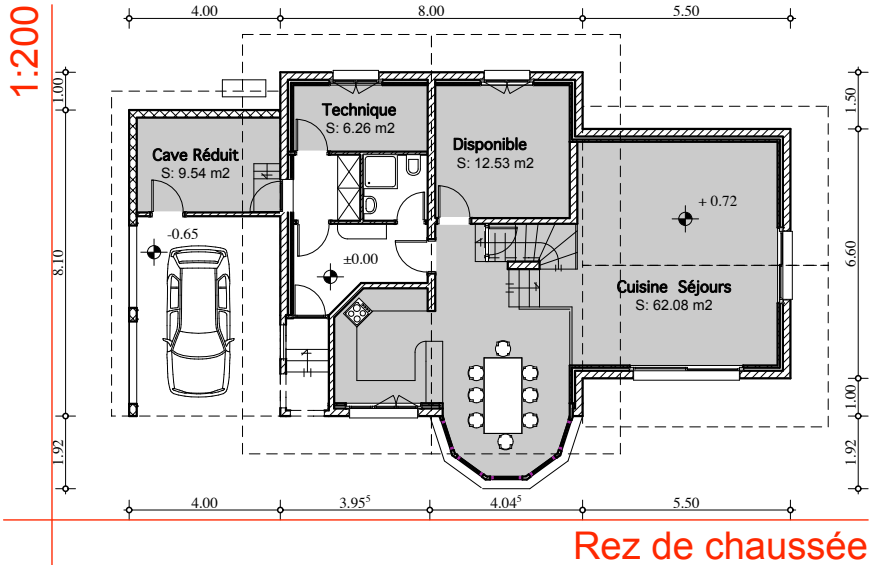 1:200
4.00 8.00 5.50
1.00
1.50
Technique
S: 6.26 m2
Disponible
S: 12.53 m2
Cave Réduit
S: 9.54 m2
+ 0.72
-0.65
±0.00
8.10
6.60
Cuisine Séjours
S: 62.08 m2
1.00
1.92
1.92
4.00 3.95⁵ 4.04⁵ 5.50
Rez de chaussée